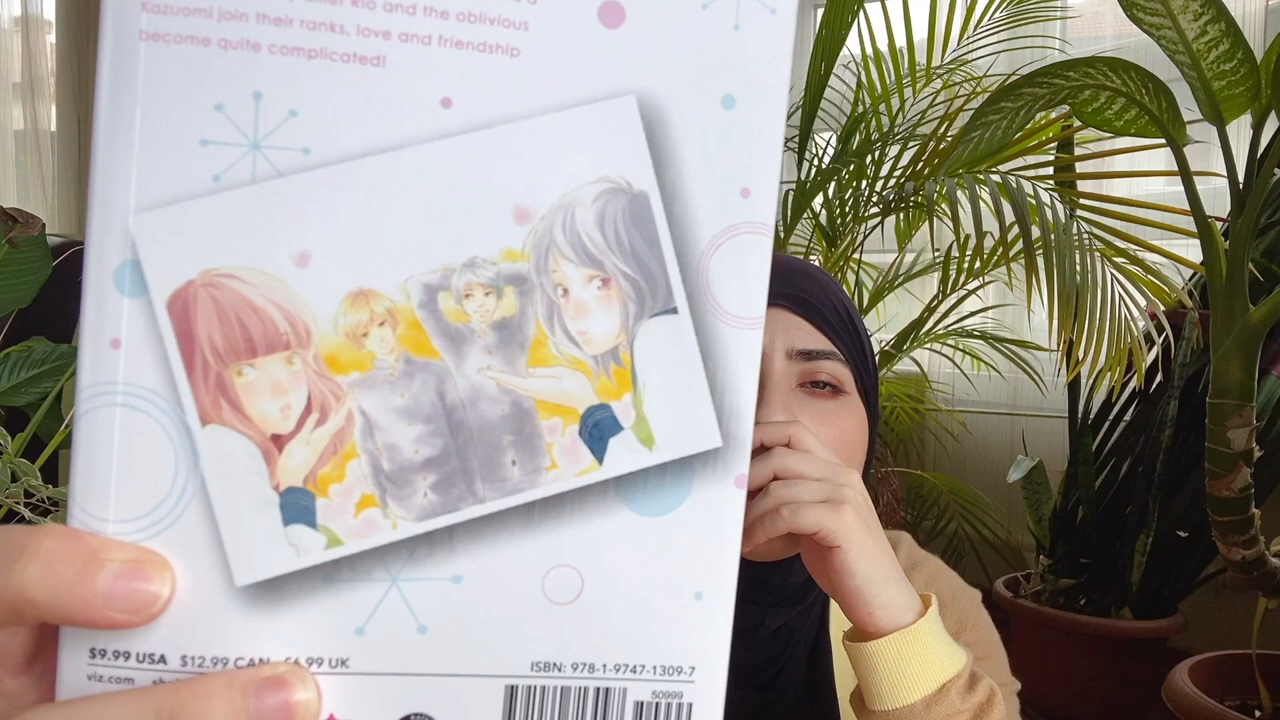 Rio and the oblivious
Kazuomi join their ranks, love and friendship
become quite complicated!
$9.99 USA $12.99 CAN £6.99 UK
ISBN: 978-1-9747-1309-7
viz.com
50999